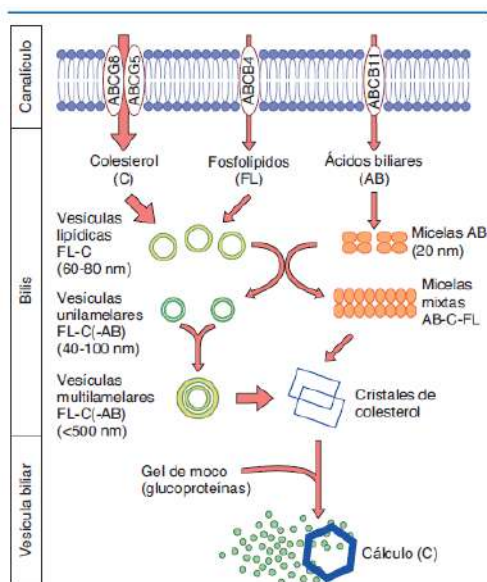 Canalículo
ABCG8
ABCG5
ABCB4
ABCB11
Colesterol
(C)
Fosfolípidos
(FL)
Ácidos biliares
(AB)
Bilis
Vesículas
lipídicas
FL-C
(60-80 nm)
Micelas AB
(20 nm)
Vesículas
unilamelares
FL-C(-AB)
(40-100 nm)
Micelas
mixtas
AB-C-FL
Vesículas
multilamelares
FL-C(-AB)
(<500 nm)
Cristales de
colesterol
Vesícula biliar
Gel de moco
(glucoproteínas)
Cálculo (C)